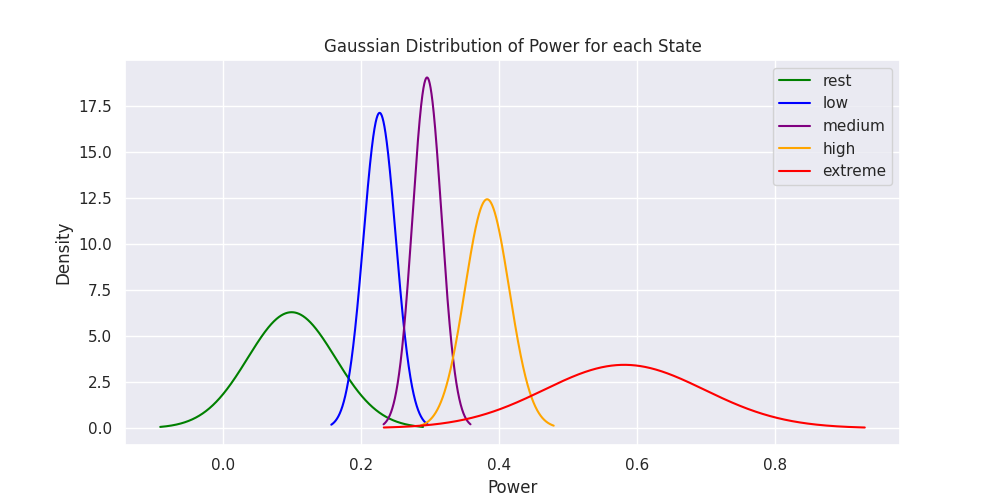 Gaussian Distribution of Power for each State
rest
low
medium
high
extreme
17.5
15.0
12.5
10.0
7.5
5.0
2.5
0.0
Density
0.0 0.2 0.4 0.6 0.8
Power